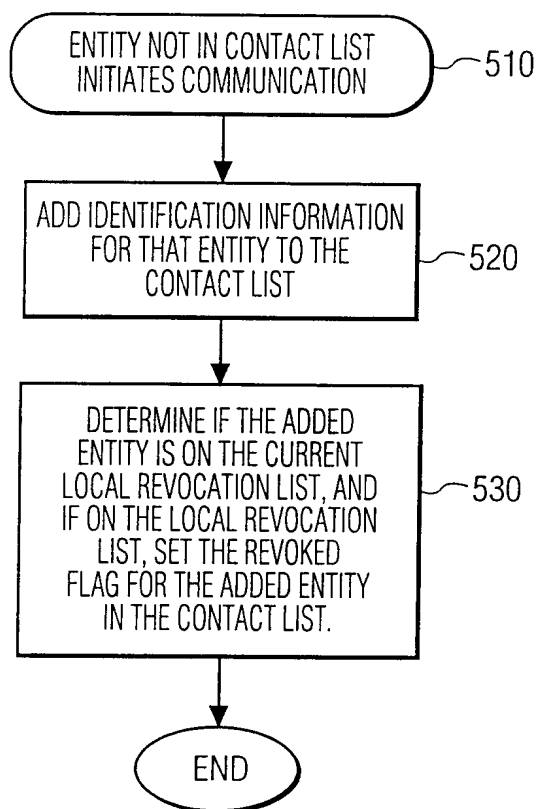 ENTITY NOT IN CONTACT LIST
INITIATES COMMUNICATION
510
ADD IDENTIFICATION INFORMATION
FOR THAT ENTITY TO THE
CONTACT LIST
520
DETERMINE IF THE ADDED
ENTITY IS ON THE CURRENT
LOCAL REVOCATION LIST, AND
IF ON THE LOCAL REVOCATION
LIST, SET THE REVOKED
FLAG FOR THE ADDED ENTITY
IN THE CONTACT LIST.
530
END